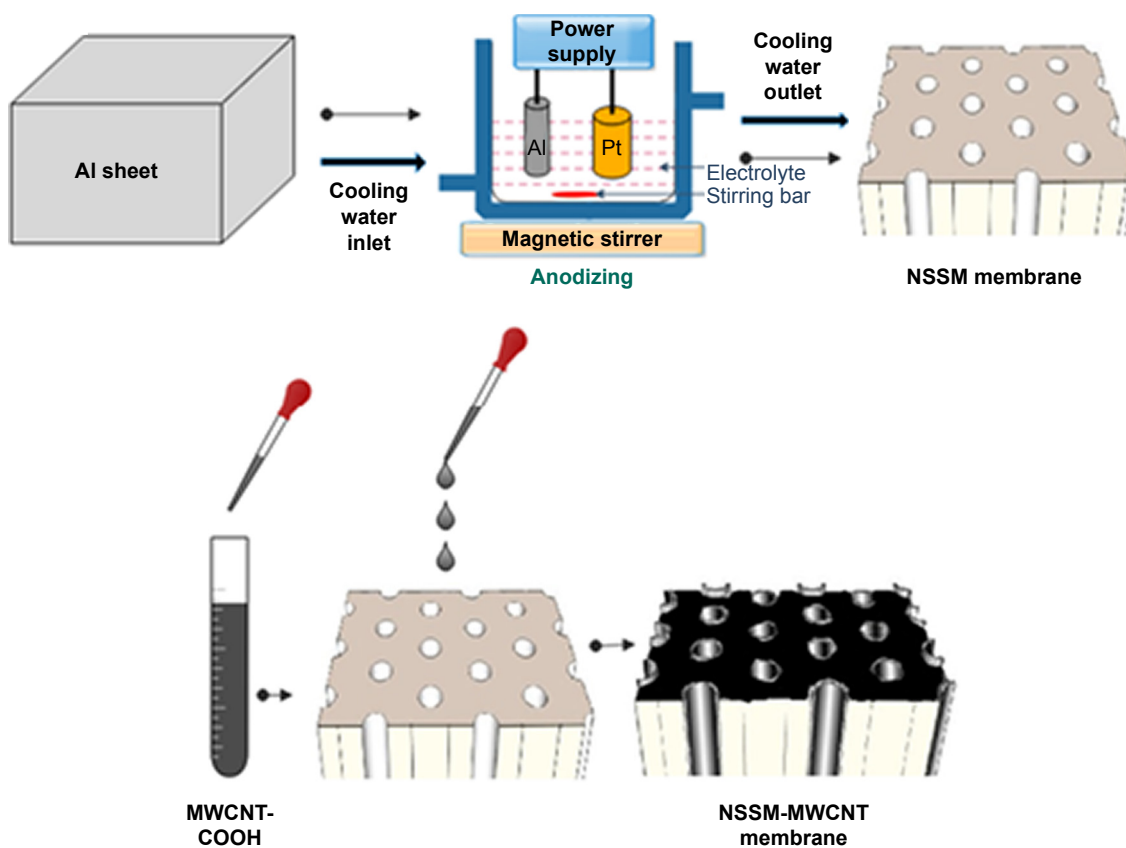 Al sheet
Cooling
water
inlet
Power
supply
Al
Pt
Electrolyte
Stirring bar
Magnetic stirrer
Anodizing
Cooling
water
outlet
NSSM membrane
MWCNT-
COOH
NSSM-MWCNT
membrane